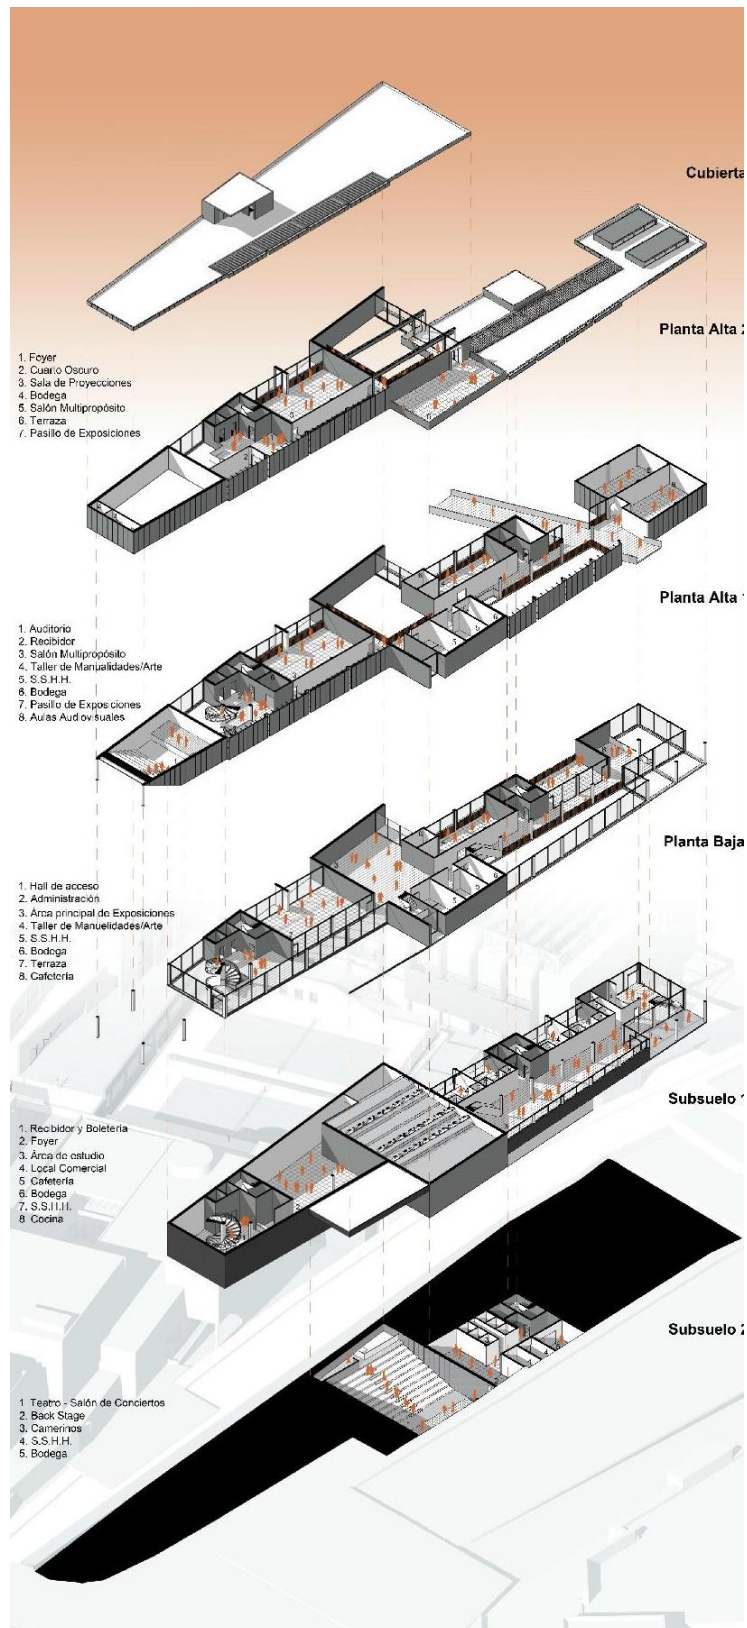 Cubierta
Planta Alta 2
1. Foyer
2. Cuarto Oscuro
3. Sala de Proyecciones
4. Bodega
5. Salón Multipropósito
6. Terraza
7. Pasillo de Exposiciones
Planta Alta 1
1. Auditorio
2. Recibidor
3. Salón Multipropósito
4. Taller de Manualidades/Arte
5. S.S.H.H.
6. Bodega
7. Pasillo de Exposiciones
8. Aulas Audiovisuales
Planta Baja
1. Hall de acceso
2. Administración
3. Área principal de Exposiciones
4. Taller de Manuelidades/Arte
5. S.S.H.H.
6. Bodega
7. Terraza
8. Cafetería
Subsuelo 1
1. Recibidor y Boletería
2. Foyer
3. Área de estudio
4. Local Comercial
5 Cafetería
6. Bodega
7. S.S.H.H.
8 Cocina
Subsuelo 2
1 Teatro - Salón de Conciertos
2. Back Stage
3. Camerinos
4. S.S.H.H.
5. Bodega